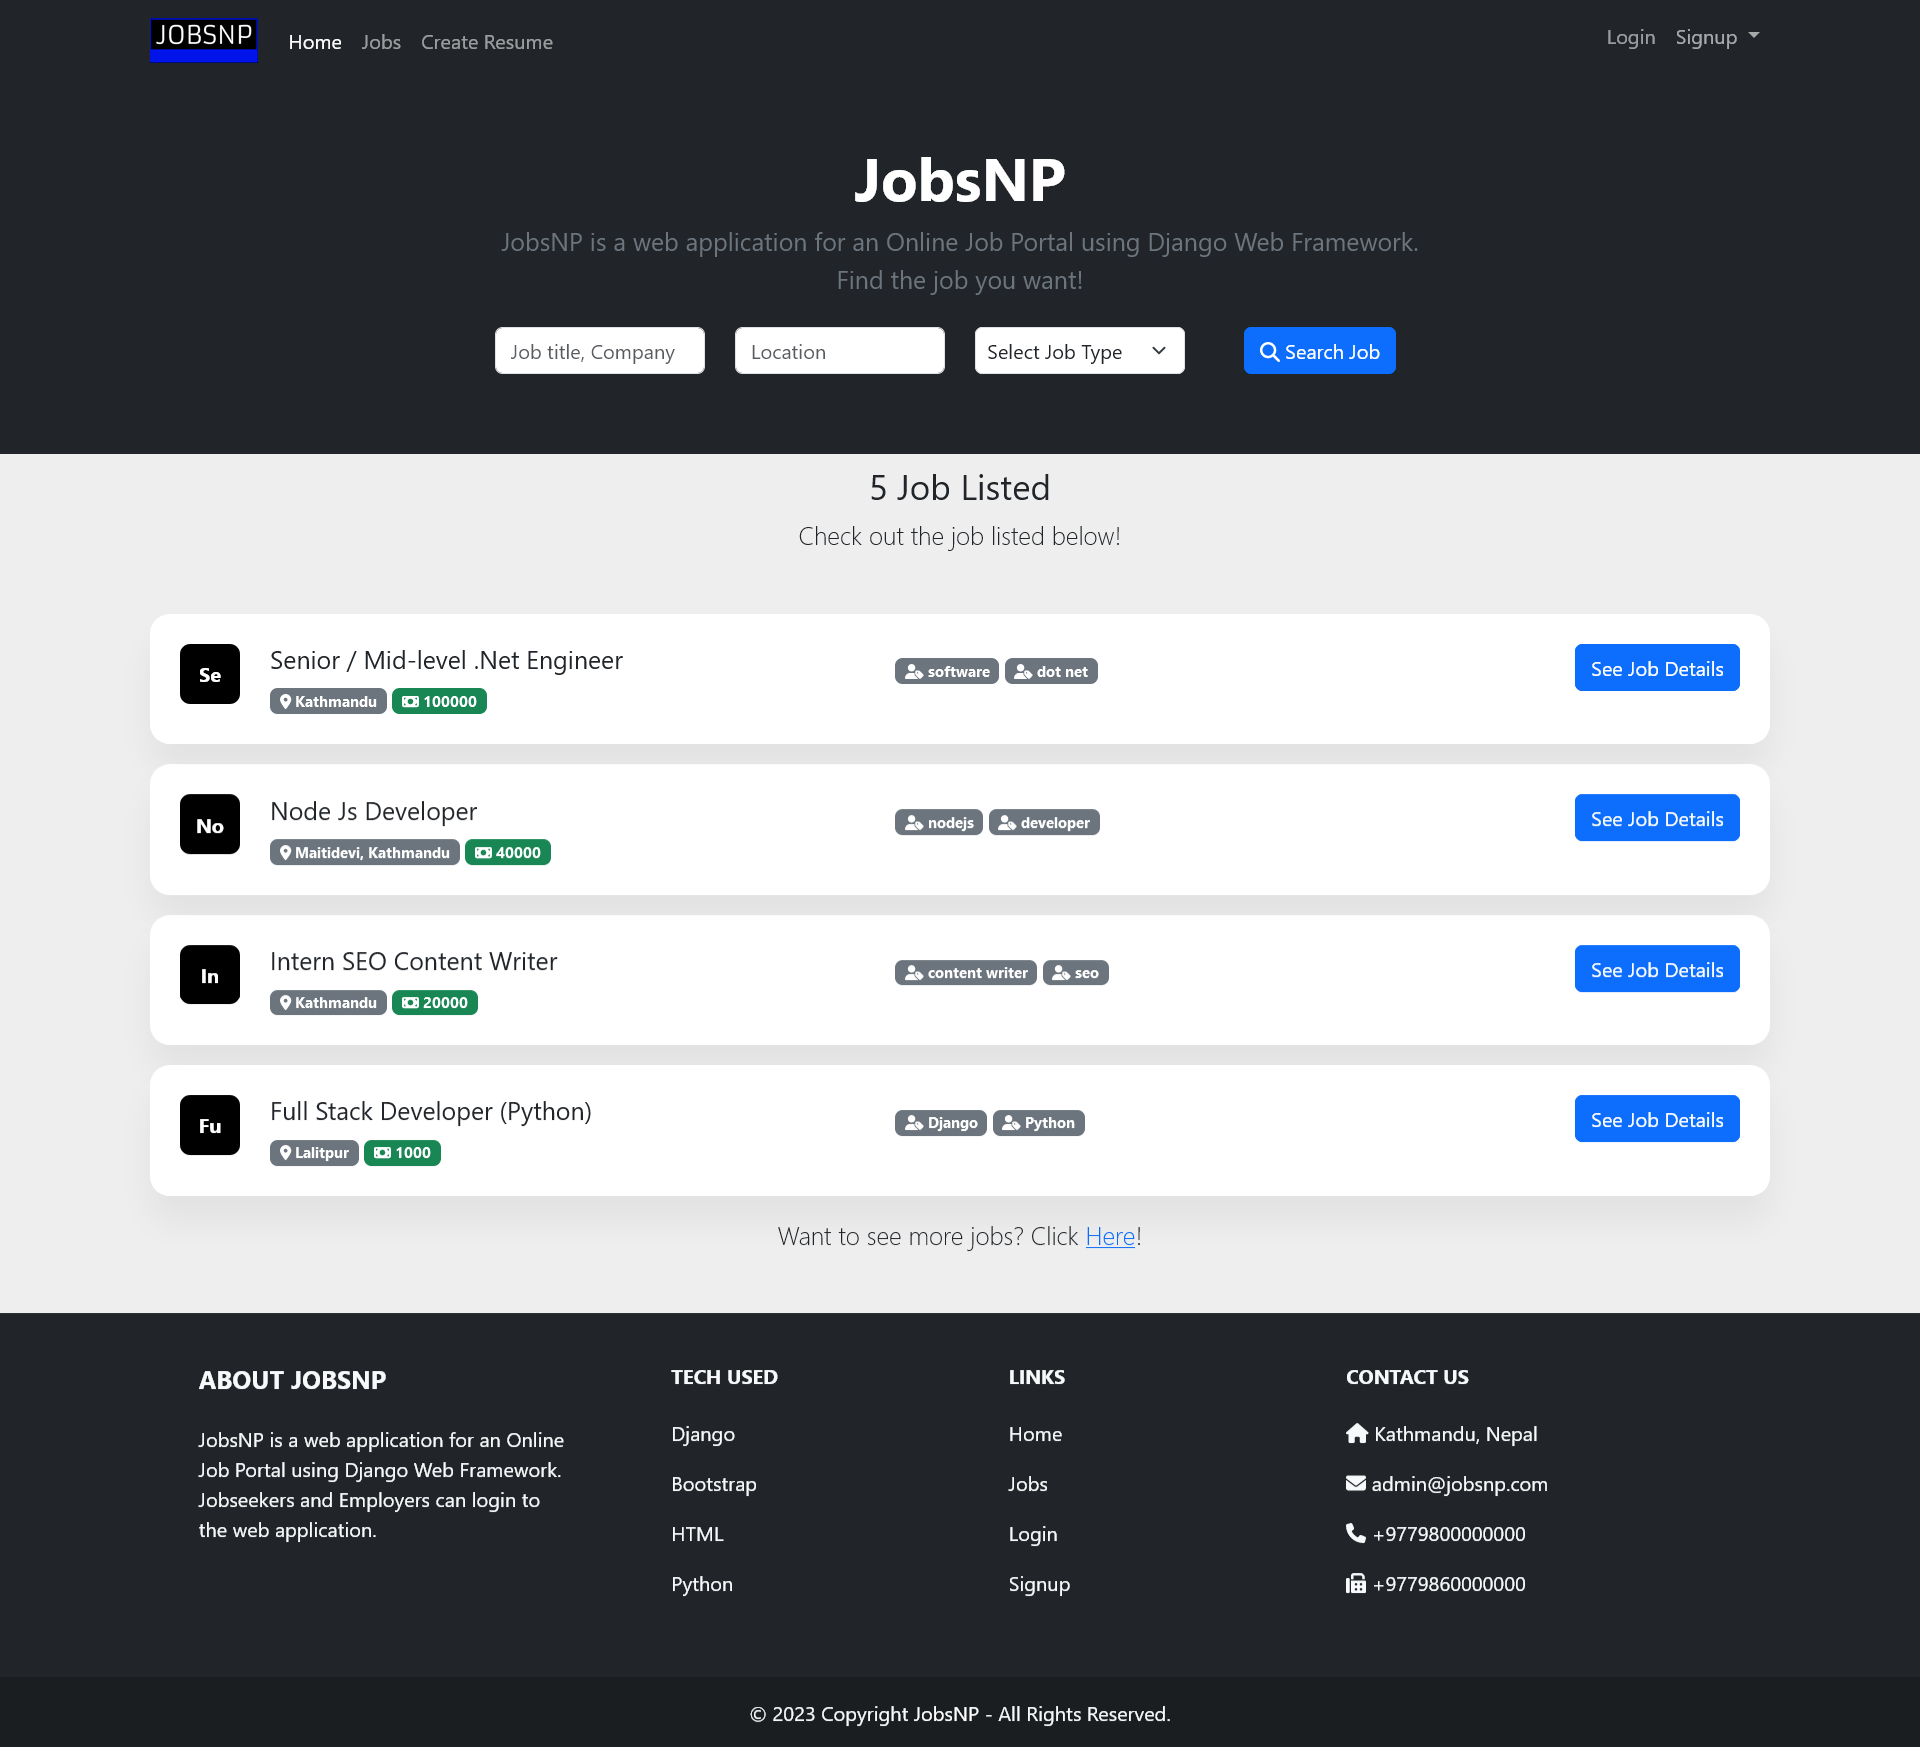 JOBSNP
Home Jobs Create Resume
Login Signup
JobsNP
JobsNP is a web application for an Online Job Portal using Django Web Framework.
Find the job you want!
Job title, Company Location Select Job Type Search Job
5 Job Listed
Check out the job listed below!
Se
Senior / Mid-level .Net Engineer
Kathmandu 100000
software dot net
See Job Details
No
Node Js Developer
Maitidevi, Kathmandu 40000
nodejs developer
See Job Details
In
Intern SEO Content Writer
Kathmandu 20000
content writer seo
See Job Details
Fu
Full Stack Developer (Python)
Lalitpur 1000
Django Python
See Job Details
Want to see more jobs? Click Here!
ABOUT JOBSNP
JobsNP is a web application for an Online
Job Portal using Django Web Framework.
Jobseekers and Employers can login to
the web application.
TECH USED
Django
Bootstrap
HTML
Python
LINKS
Home
Jobs
Login
Signup
CONTACT US
Kathmandu, Nepal
admin@jobsnp.com
+9779800000000
+9779860000000
© 2023 Copyright JobsNP - All Rights Reserved.